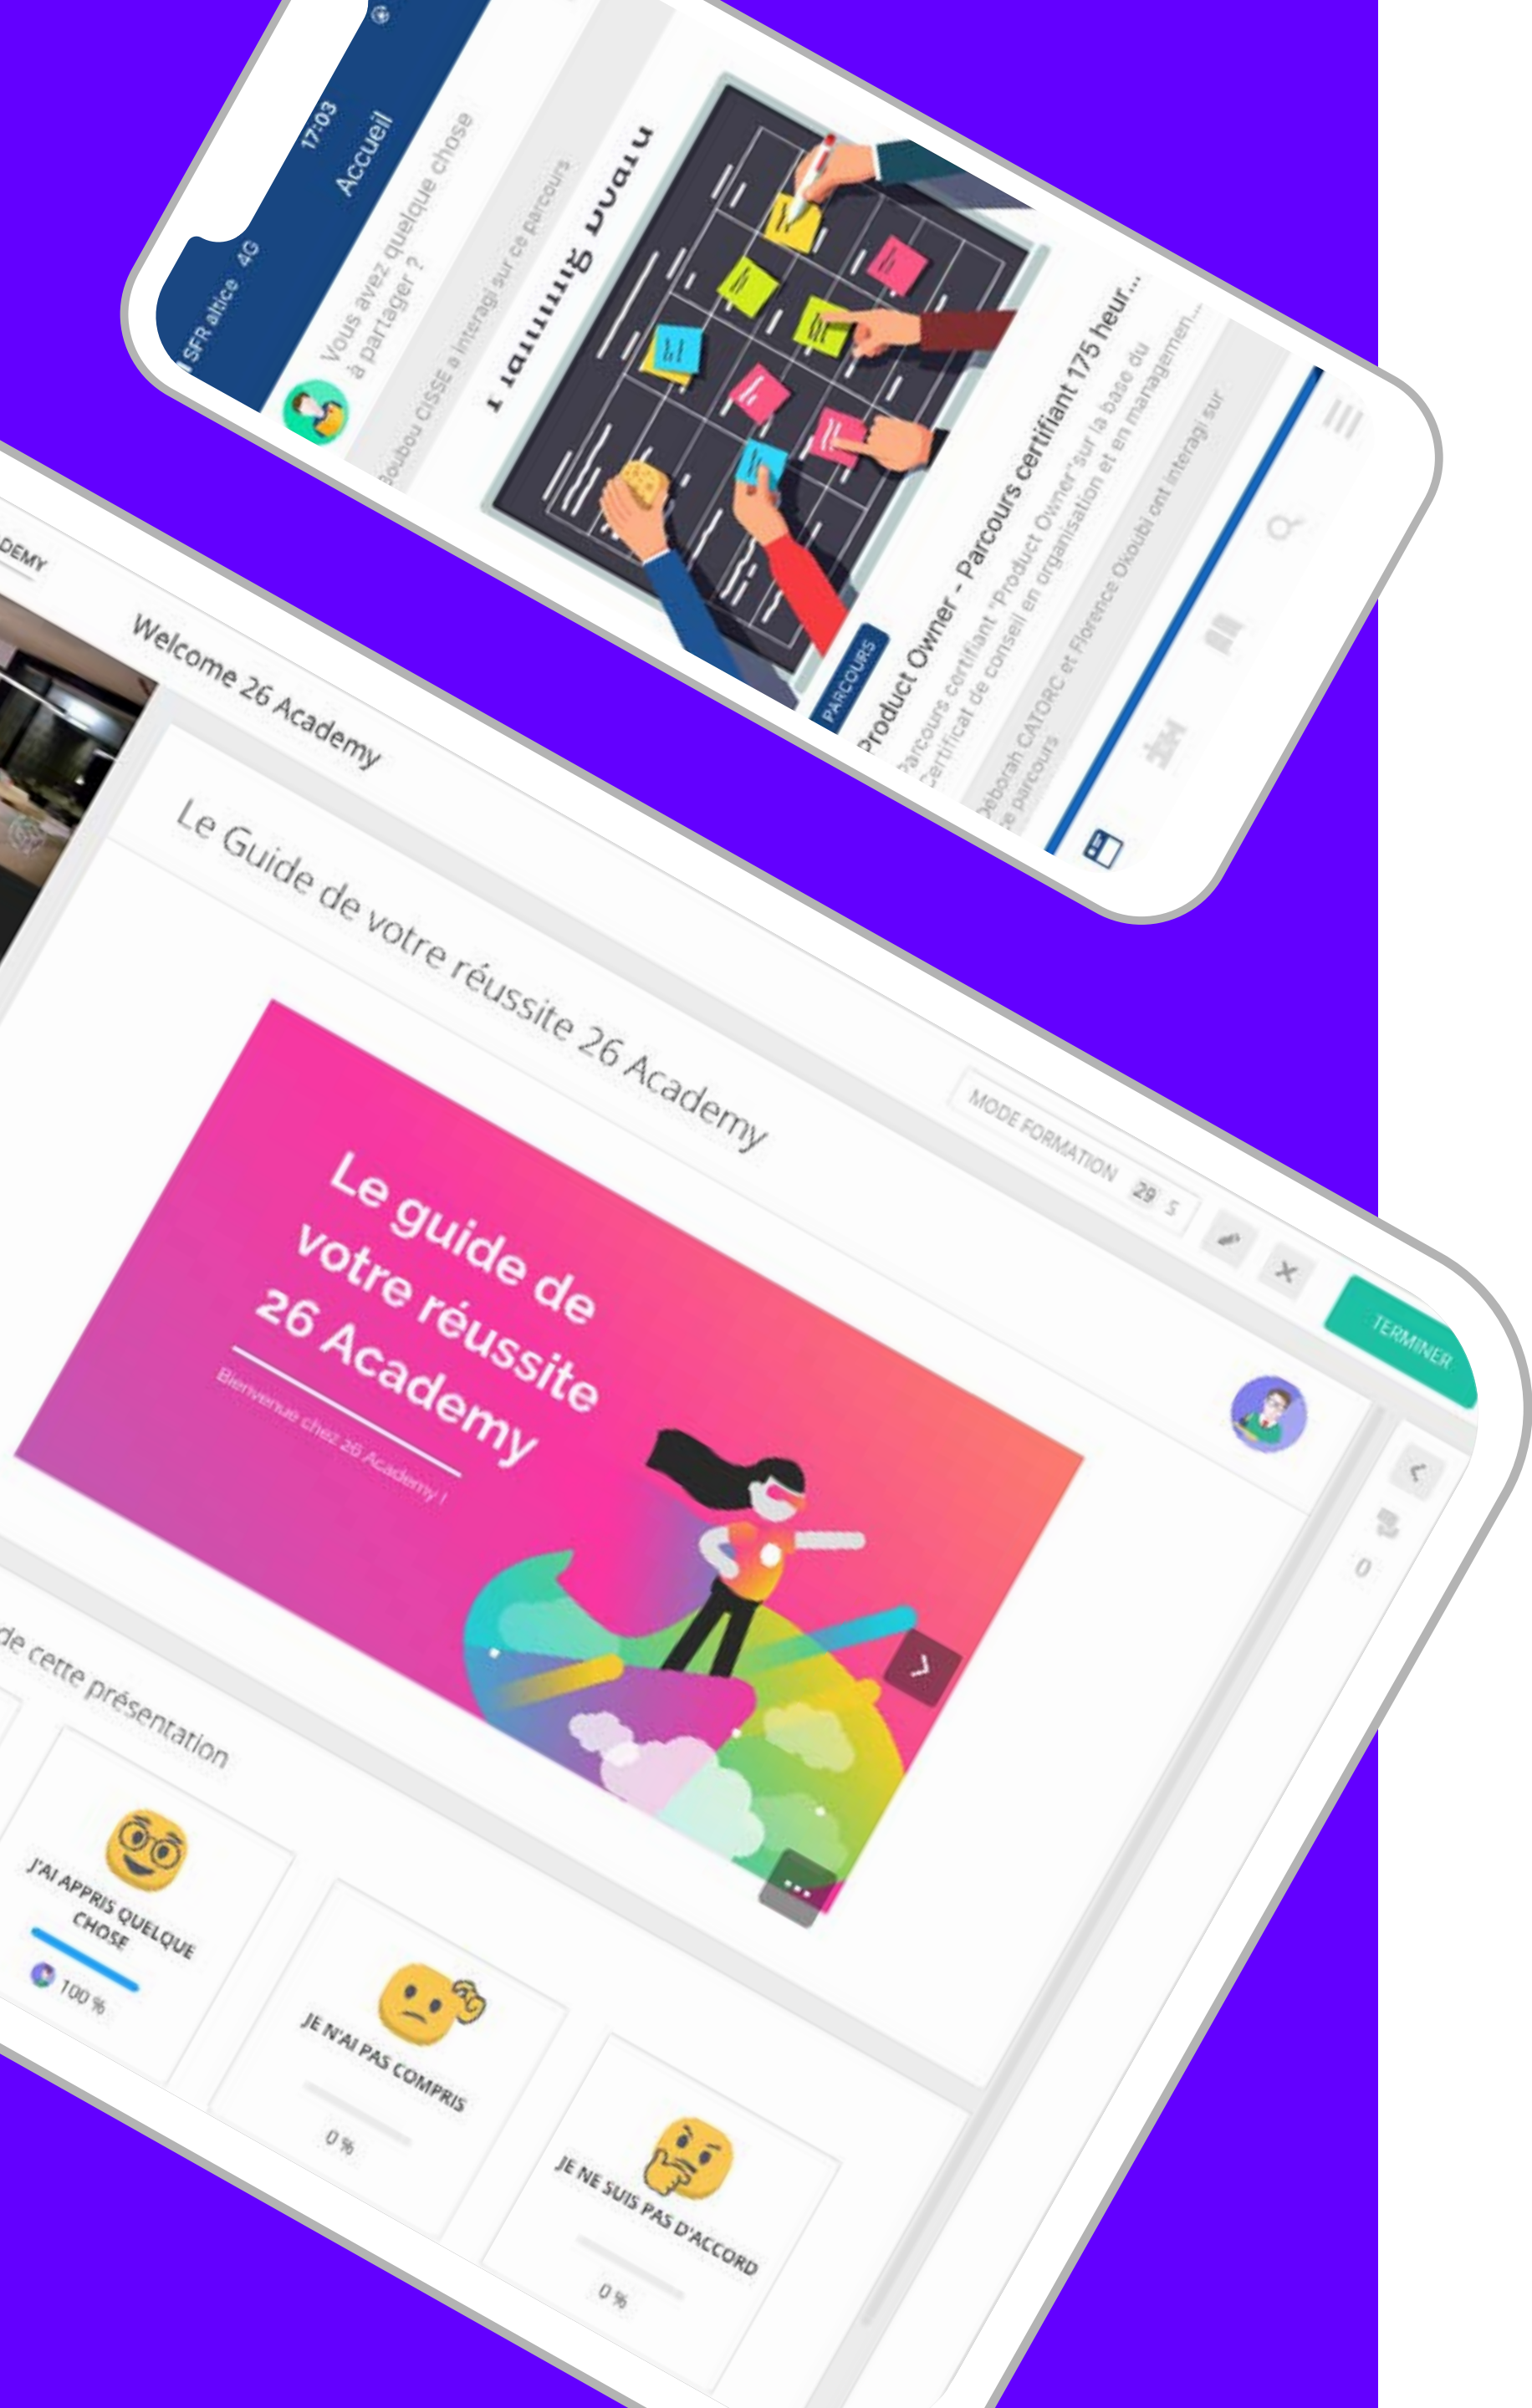 SFR altice 4G
17:03
Accueil
Vous avez quelque chose
à partager ?
CISSE a interagi sur ce parcours
PARCOURS
Product Owner - Parcours certifiant 175 heur...
Parcours certifiant "Product Owner" sur la base du
Certificat de conseil en organisation et en managemen...
Déborah CATORC et Florence Okoubi ont interagi sur
ce parcours
DEMY
Welcome 26 Academy
MODE FORMATION 29 S
TERMINER
Le Guide de votre réussite 26 Academy
Le guide de
votre réussite
26 Academy
Bienvenue chez 26 Academy !
0
de cette présentation
J'AI APPRIS QUELQUE
CHOSE
100 %
JE N'AI PAS COMPRIS
0 %
JE NE SUIS PAS D'ACCORD
0 %